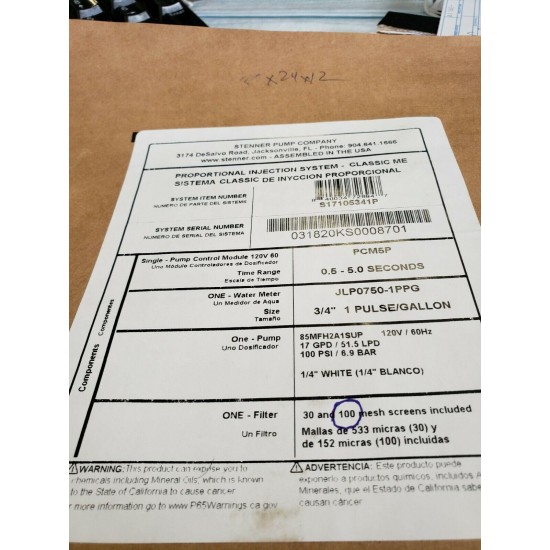 x24x12
STENNER PUMP COMPANY
3174 DeSalvo Road, Jacksonville, FL - Phone: 904.641.1666
www.stenner.com - ASSEMBLED IN THE USA
PROPORTIONAL INJECTION SYSTEM - CLASSIC ME
SISTEMA CLASSIC DE INYCCION PROPORCIONAL
SYSTEM ITEM NUMBER
NUMERO DE PARTE DEL SISTEMA
S17105341P
SYSTEM SERIAL NUMBER
NUMERO DE SERIAL DEL SISTEMA
031820KS0008701
Components
Componentes
Single - Pump Control Module 120V 60
Uno Módulo Controladores de Dosificador
PCM5P
Time Range
Escala de Tiempo
0.5 - 5.0 SECONDS
ONE - Water Meter
Un Medidor de Aqua
JLP0750-1PPG
Size
Tamaño
3/4" 1 PULSE/GALLON
One - Pump
Uno Dosificador
85MFH2A1SUP 120V / 60Hz
17 GPD / 51.5 LPD
100 PSI / 6.9 BAR
1/4" WHITE (1/4" BLANCO)
ONE - Filter
Un Filtro
30 and 100 mesh screens included
Mallas de 533 micras (30) y
de 152 micras (100) incluidas
WARNING: This product can expose you to
chemicals including Mineral Oils, which is known
to the State of California to cause cancer.
or more information go to www.P65Warnings.ca.gov
ADVERTENCIA: Este producto puede
exponerlo a productos quimicos, incluidos A
Minerales, que el Estado de California sabe
causan cáncer